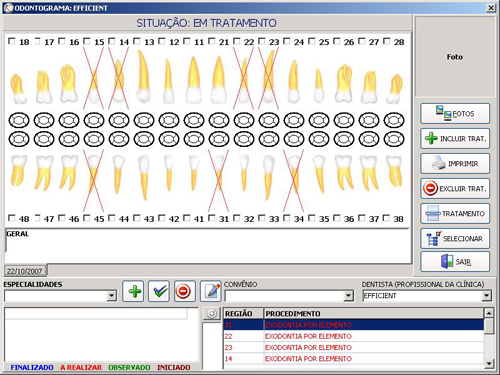 ODONTOGRAMA: EFFICIENT
SITUAÇÃO: EM TRATAMENTO
18 17 16 15 14 13 12 11 21 22 23 24 25 26 27 28
Foto
FOTOS
INCLUIR TRAT.
IMPRIMIR
EXCLUIR TRAT.
TRATAMENTO
SELECIONAR
SAIR
48 47 46 45 44 43 42 41 31 32 33 34 35 36 37 38
GERAL
22/10/2007
ESPECIALIDADES
CONVÊNIO
DENTISTA (PROFISSIONAL DA CLÍNICA)
EFFICIENT
REGIÃO PROCEDIMENTO
31 EXODONTIA POR ELEMENTO
22 EXODONTIA POR ELEMENTO
23 EXODONTIA POR ELEMENTO
14 EXODONTIA POR ELEMENTO
FINALIZADO A REALIZAR OBSERVADO INICIADO